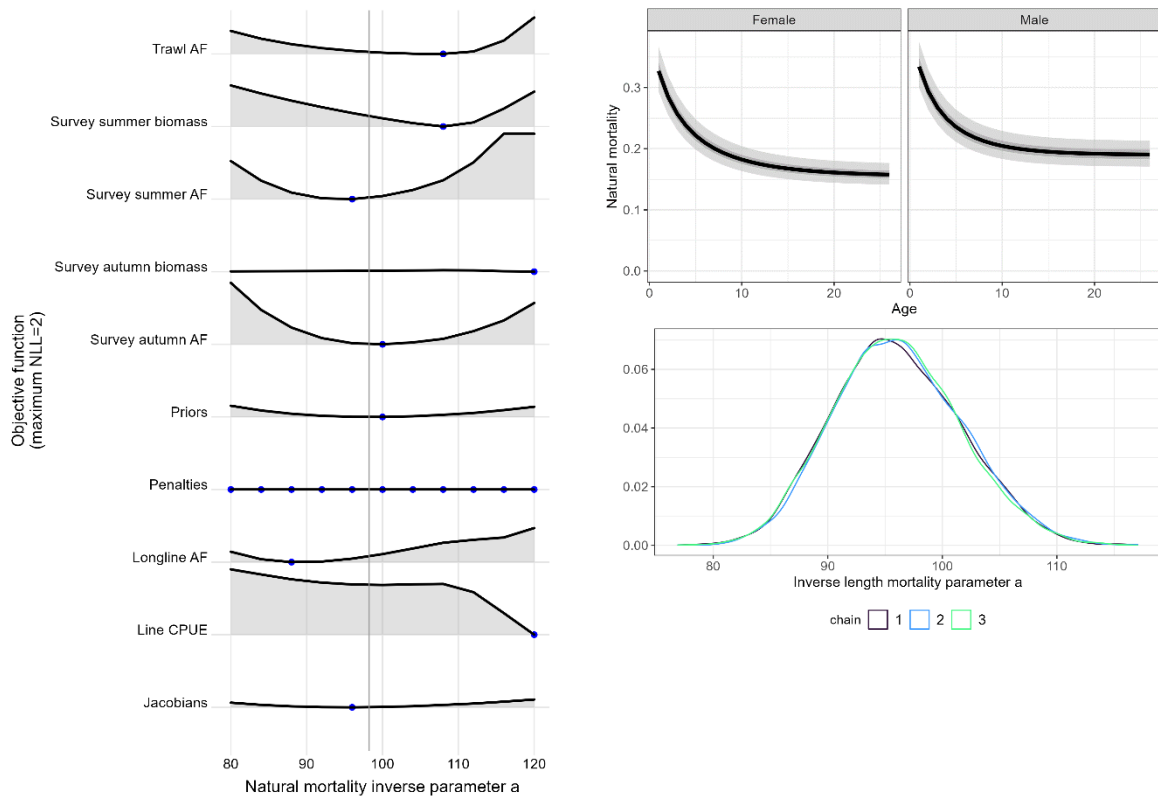 Objective function
(maximum NLL=2)
Trawl AF
Survey summer biomass
Survey summer AF
Survey autumn biomass
Survey autumn AF
Priors
Penalties
Longline AF
Line CPUE
Jacobians
80 90 100 110 120
Natural mortality inverse parameter a
Female Male
Natural mortality
0.3
0.2
0.1
0.0
0 10 20 0 10 20
Age
0.06
0.04
0.02
0.00
80 90 100 110
Inverse length mortality parameter a
chain 1 2 3